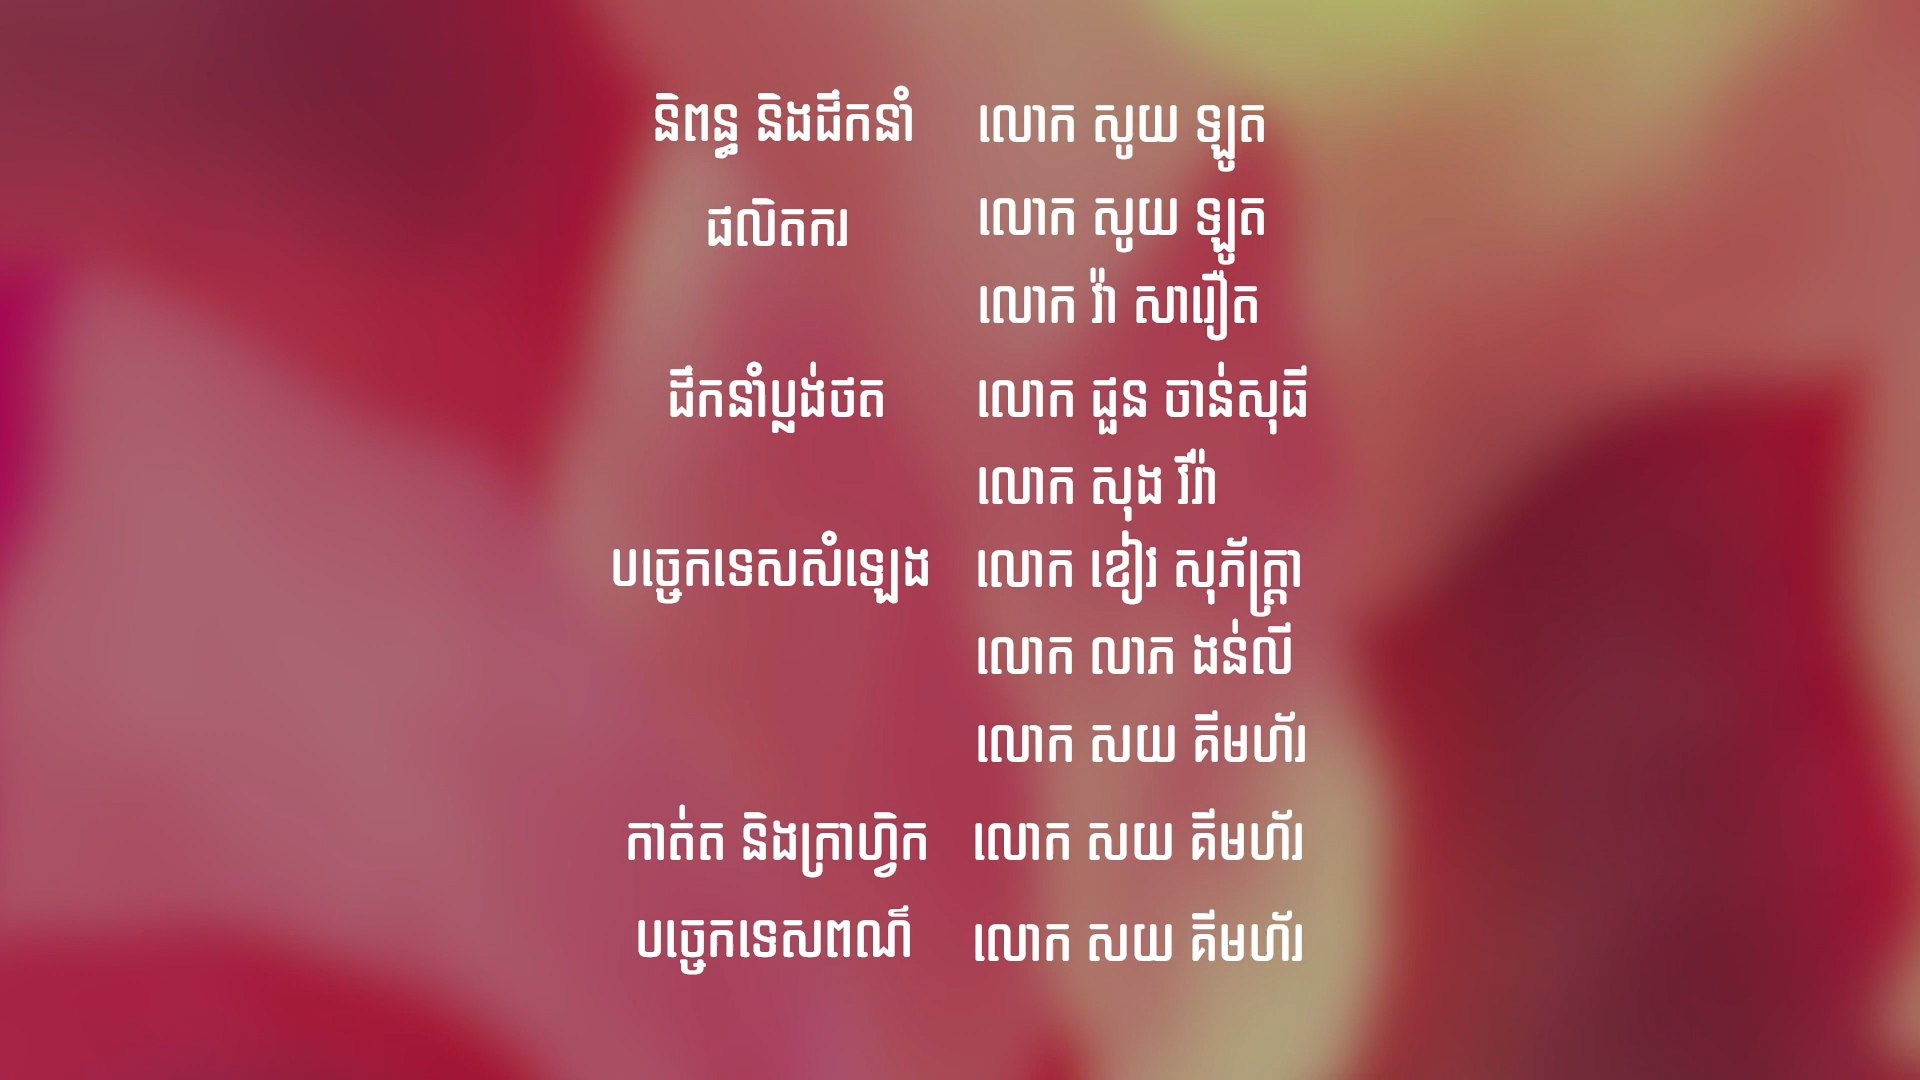 និពន្ធ និងដឹកនាំ លោក សូយ ឡូត
ផលិតករ លោក សូយ ឡូត
លោក វ៉ា សារឿត
ដឹកនាំប្លង់ថត លោក ជួន ចាន់សុធី
លោក សុង វីរ៉ា
បច្ចេកទេសសំឡេង លោក ខៀវ សុភ័ក្ត្រា
លោក លាភ ងន់លី
លោក សយ គីមហ័រ
កាត់ត និងក្រាហ្វិក លោក សយ គីមហ័រ
បច្ចេកទេសពណ៌ លោក សយ គីមហ័រ